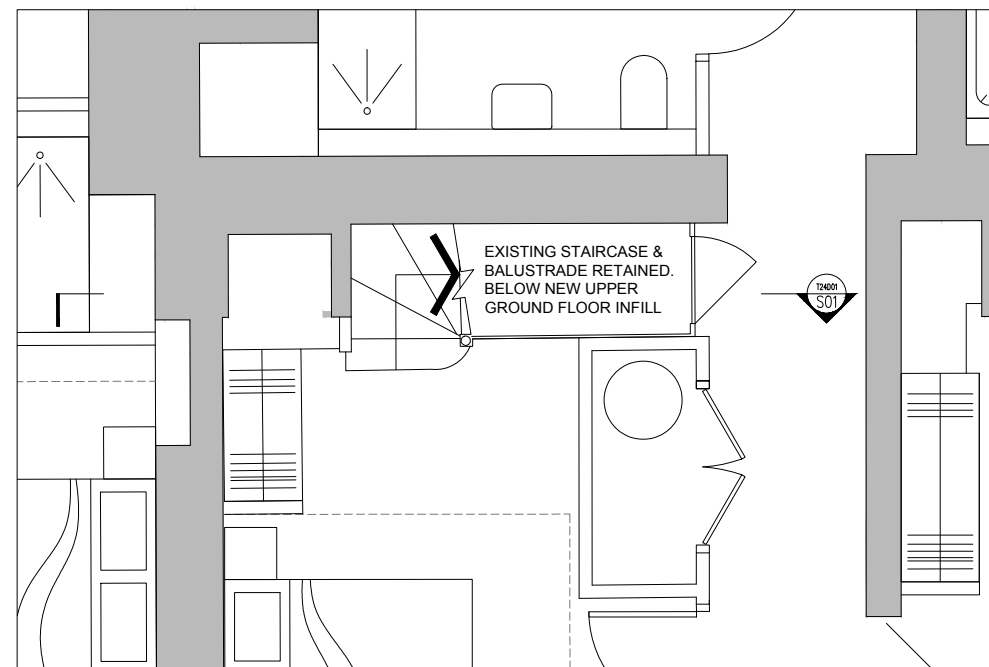 EXISTING STAIRCASE &
BALUSTRADE RETAINED.
BELOW NEW UPPER
GROUND FLOOR INFILL
T24D01
S01